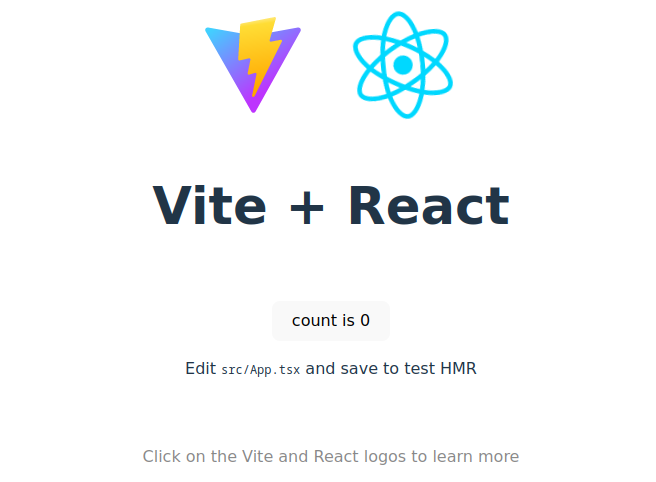 Vite + React
count is 0
Edit src/App.tsx and save to test HMR
Click on the Vite and React logos to learn more